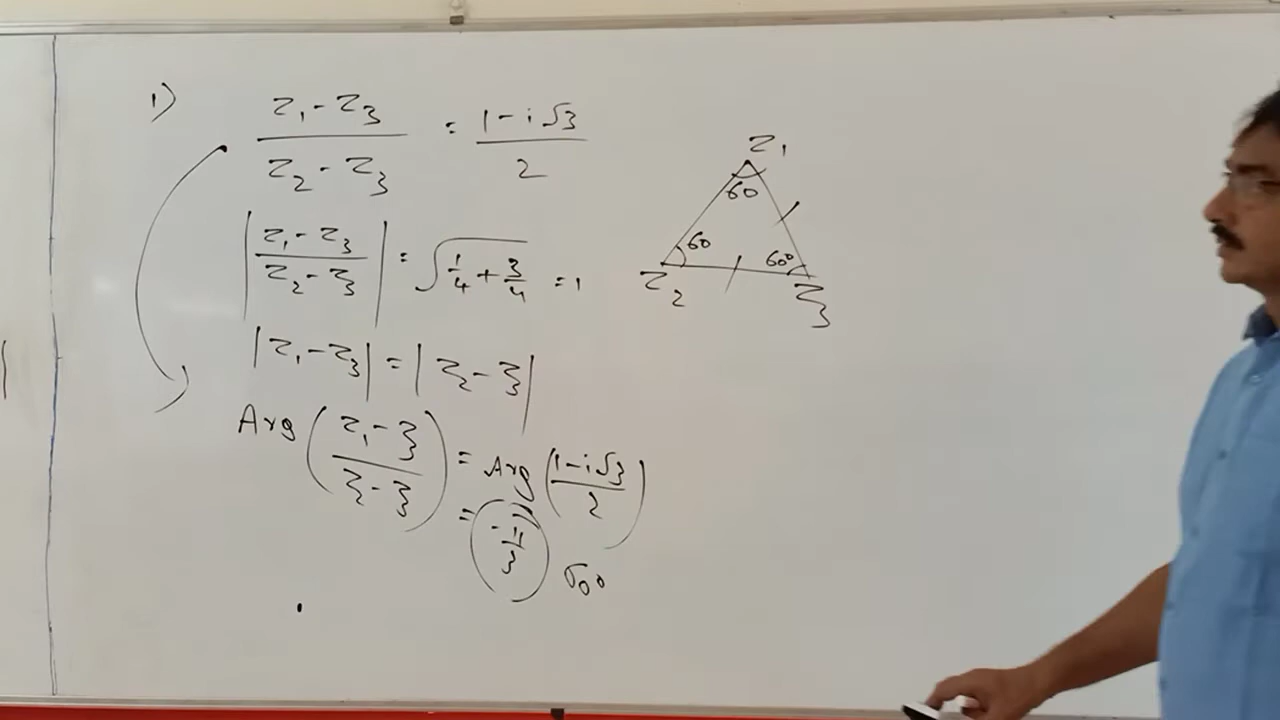 1) (z₁ - z₃)/(z₂ - z₃) = (1 - i√3)/2
|(z₁ - z₃)/(z₂ - z₃)| = √(1/4 + 3/4) = 1
|z₁ - z₃| = |z₂ - z₃|
Arg((z₁ - z₃)/(z₂ - z₃)) = Arg((1 - i√3)/2)
= -π/3 60°
z₁
60
60 60°
z₂ z₃